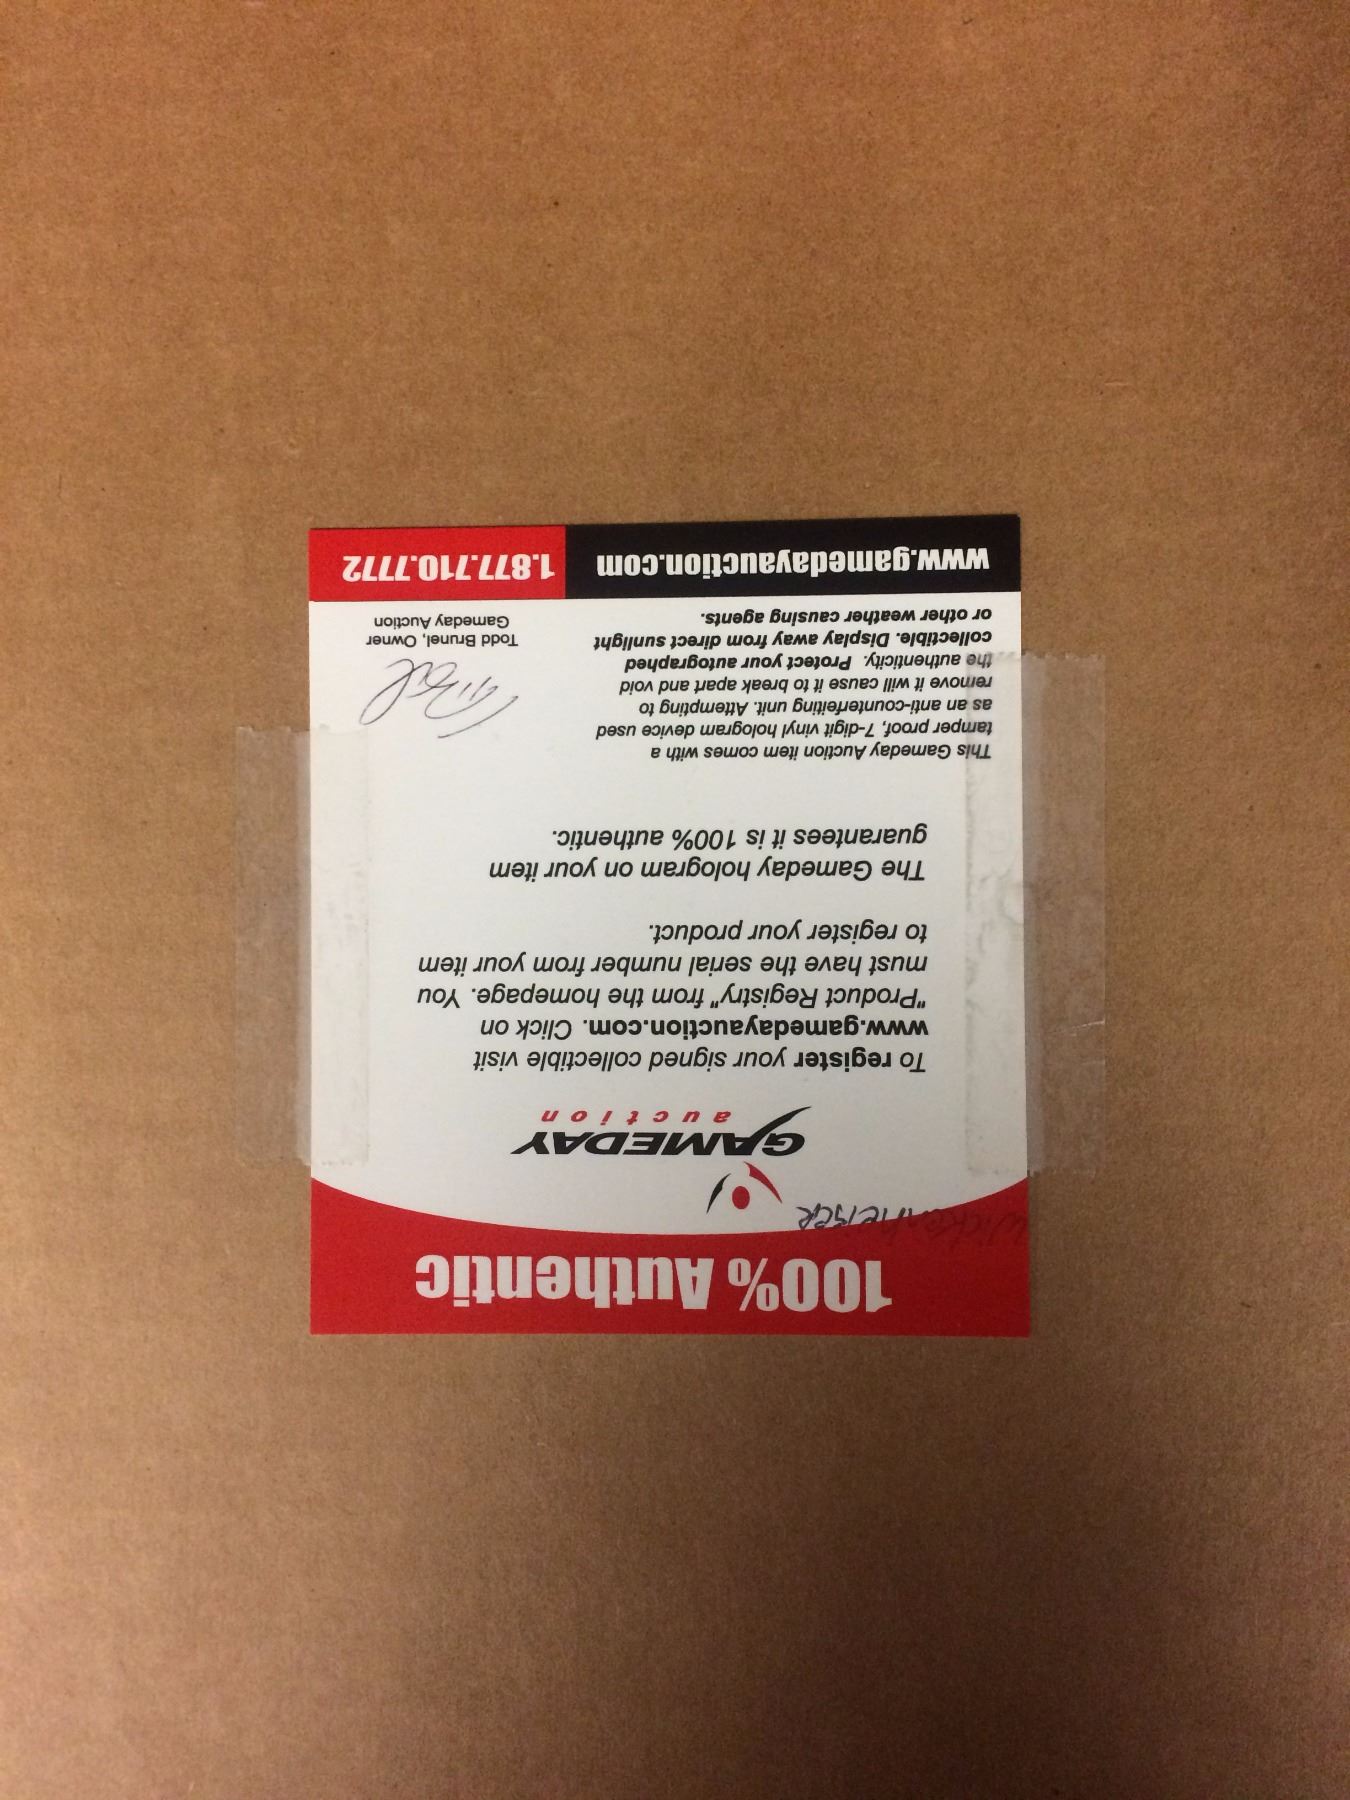 100% Authentic
Wickenheiser
GAMEDAY
auction
To register your signed collectible visit
www.gamedayauction.com. Click on
"Product Registry" from the homepage. You
must have the serial number from your item
to register your product.
The Gameday hologram on your item
guarantees it is 100% authentic.
This Gameday Auction item comes with a
tamper proof, 7-digit vinyl hologram device used
as an anti-counterfeiting unit. Attempting to
remove it will cause it to break apart and void
the authenticity. Protect your autographed
collectible. Display away from direct sunlight
or other weather causing agents.
Todd Brunel, Owner
Gameday Auction
www.gamedayauction.com
1.877.710.7772